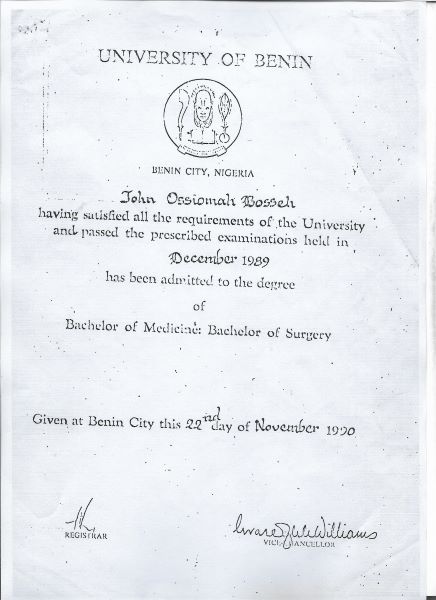 UNIVERSITY OF BENIN
BENIN CITY, NIGERIA
John Ossiomah Bosseh
having satisfied all the requirements of the University
and passed the prescribed examinations held in
December 1989
has been admitted to the degree
of
Bachelor of Medicine: Bachelor of Surgery
Given at Benin City this 22nd day of November 1990
REGISTRAR
VICE-CHANCELLOR